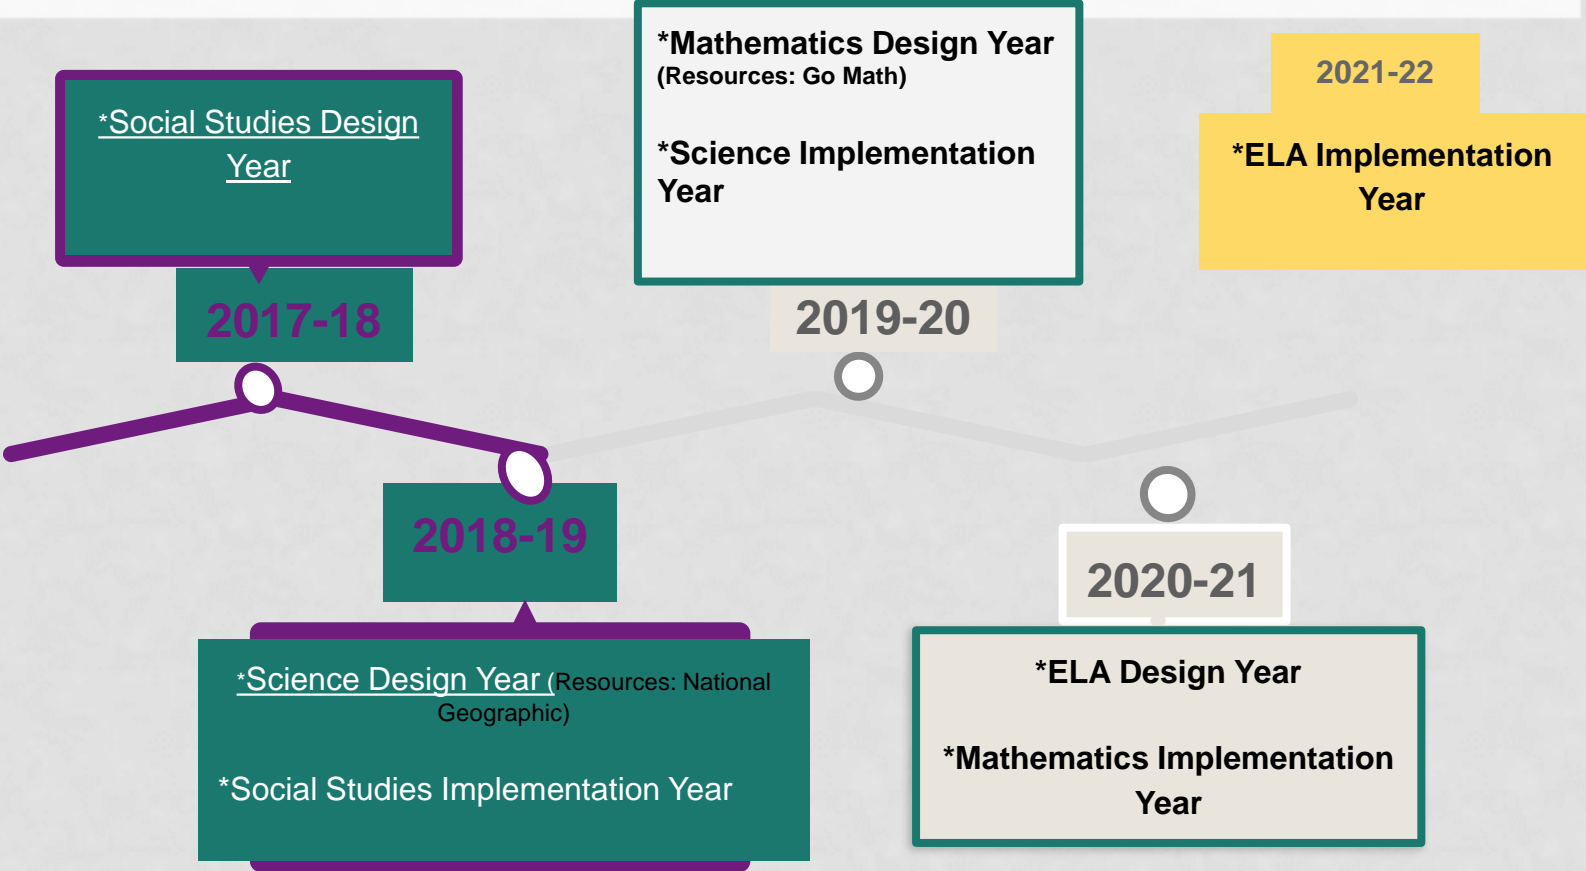 *Social Studies Design
Year
2017-18
*Science Design Year (Resources: National
Geographic)
*Social Studies Implementation Year
2018-19
*Mathematics Design Year
(Resources: Go Math)
*Science Implementation
Year
2019-20
2020-21
*ELA Design Year
*Mathematics Implementation
Year
2021-22
*ELA Implementation
Year